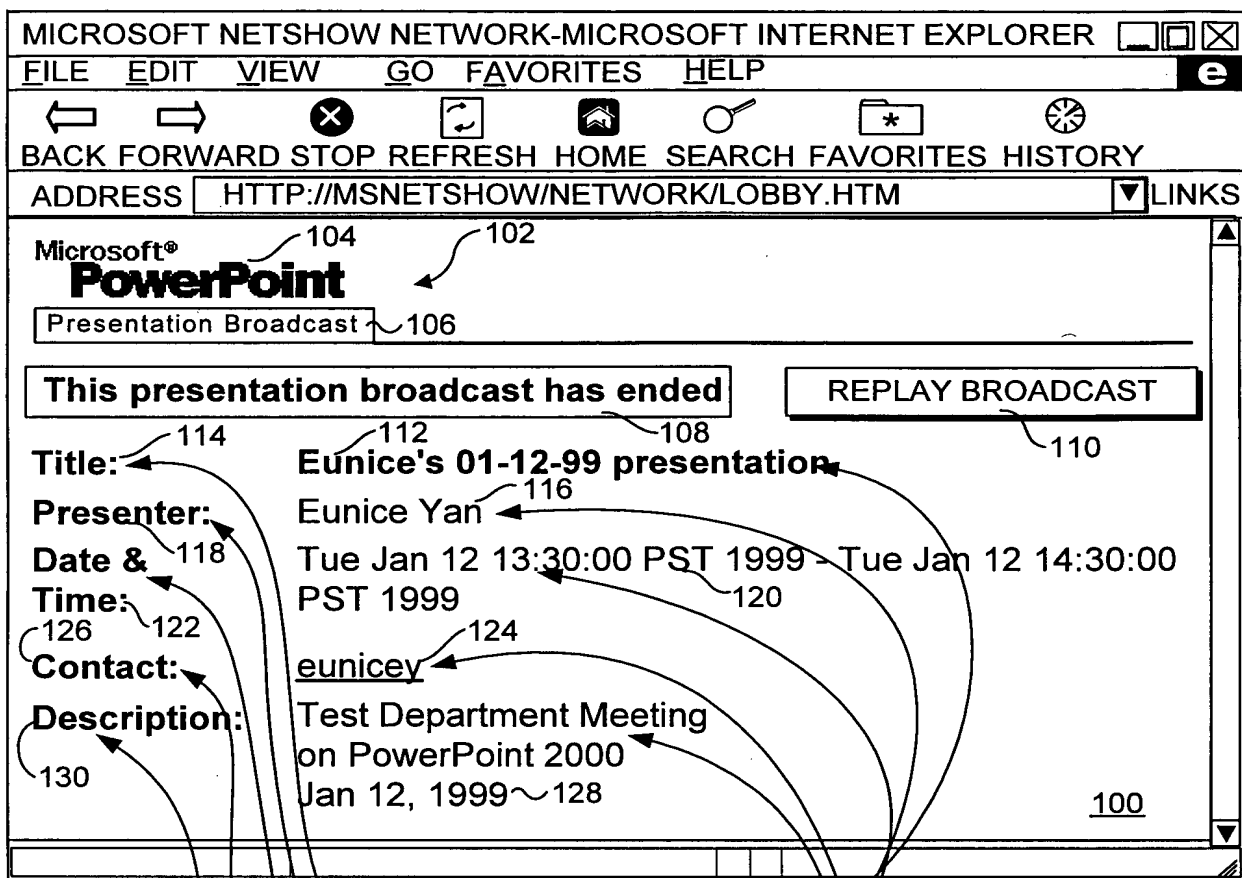 MICROSOFT NETSHOW NETWORK-MICROSOFT INTERNET EXPLORER
FILE EDIT VIEW GO FAVORITES HELP
e
BACK FORWARD STOP REFRESH HOME SEARCH FAVORITES HISTORY
ADDRESS HTTP://MSNETSHOW/NETWORK/LOBBY.HTM LINKS
Microsoft® 104 102
PowerPoint
Presentation Broadcast 106
This presentation broadcast has ended REPLAY BROADCAST
114 112 108 110
Title: Eunice's 01-12-99 presentation
116
Presenter: Eunice Yan
118
Date & Tue Jan 12 13:30:00 PST 1999 - Tue Jan 12 14:30:00
Time: PST 1999 120
122
126 124
Contact: eunicey
Description: Test Department Meeting
on PowerPoint 2000
130
Jan 12, 1999 128
100